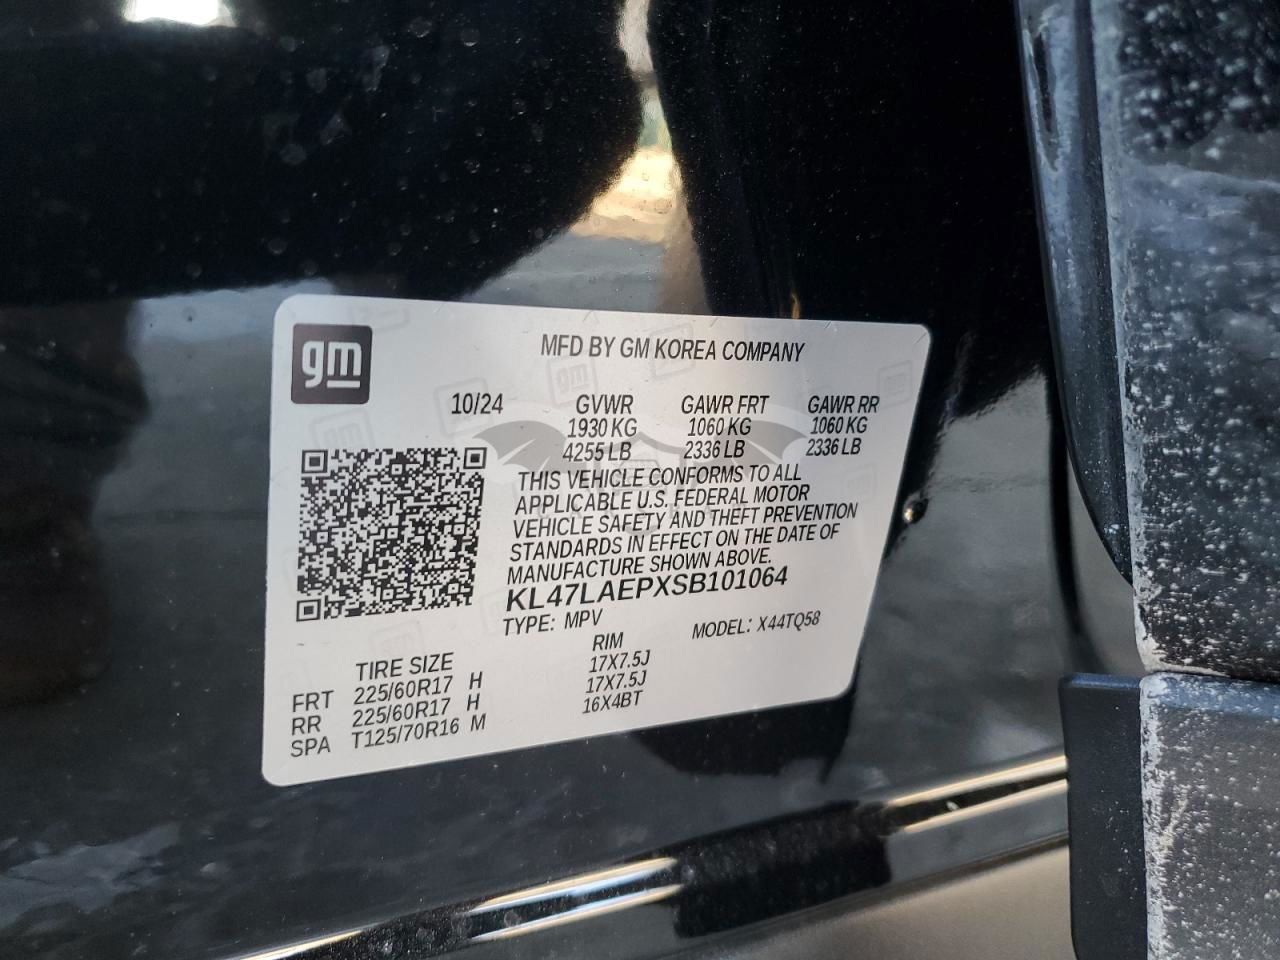 gm
MFD BY GM KOREA COMPANY
10/24 GVWR GAWR FRT GAWR RR
1930 KG 1060 KG 1060 KG
4255 LB 2336 LB 2336 LB
THIS VEHICLE CONFORMS TO ALL
APPLICABLE U.S. FEDERAL MOTOR
VEHICLE SAFETY AND THEFT PREVENTION
STANDARDS IN EFFECT ON THE DATE OF
MANUFACTURE SHOWN ABOVE.
KL47LAEPXSB101064
TYPE: MPV MODEL: X44TQ58
TIRE SIZE RIM
FRT 225/60R17 H 17X7.5J
RR 225/60R17 H 17X7.5J
SPA T125/70R16 M 16X4BT